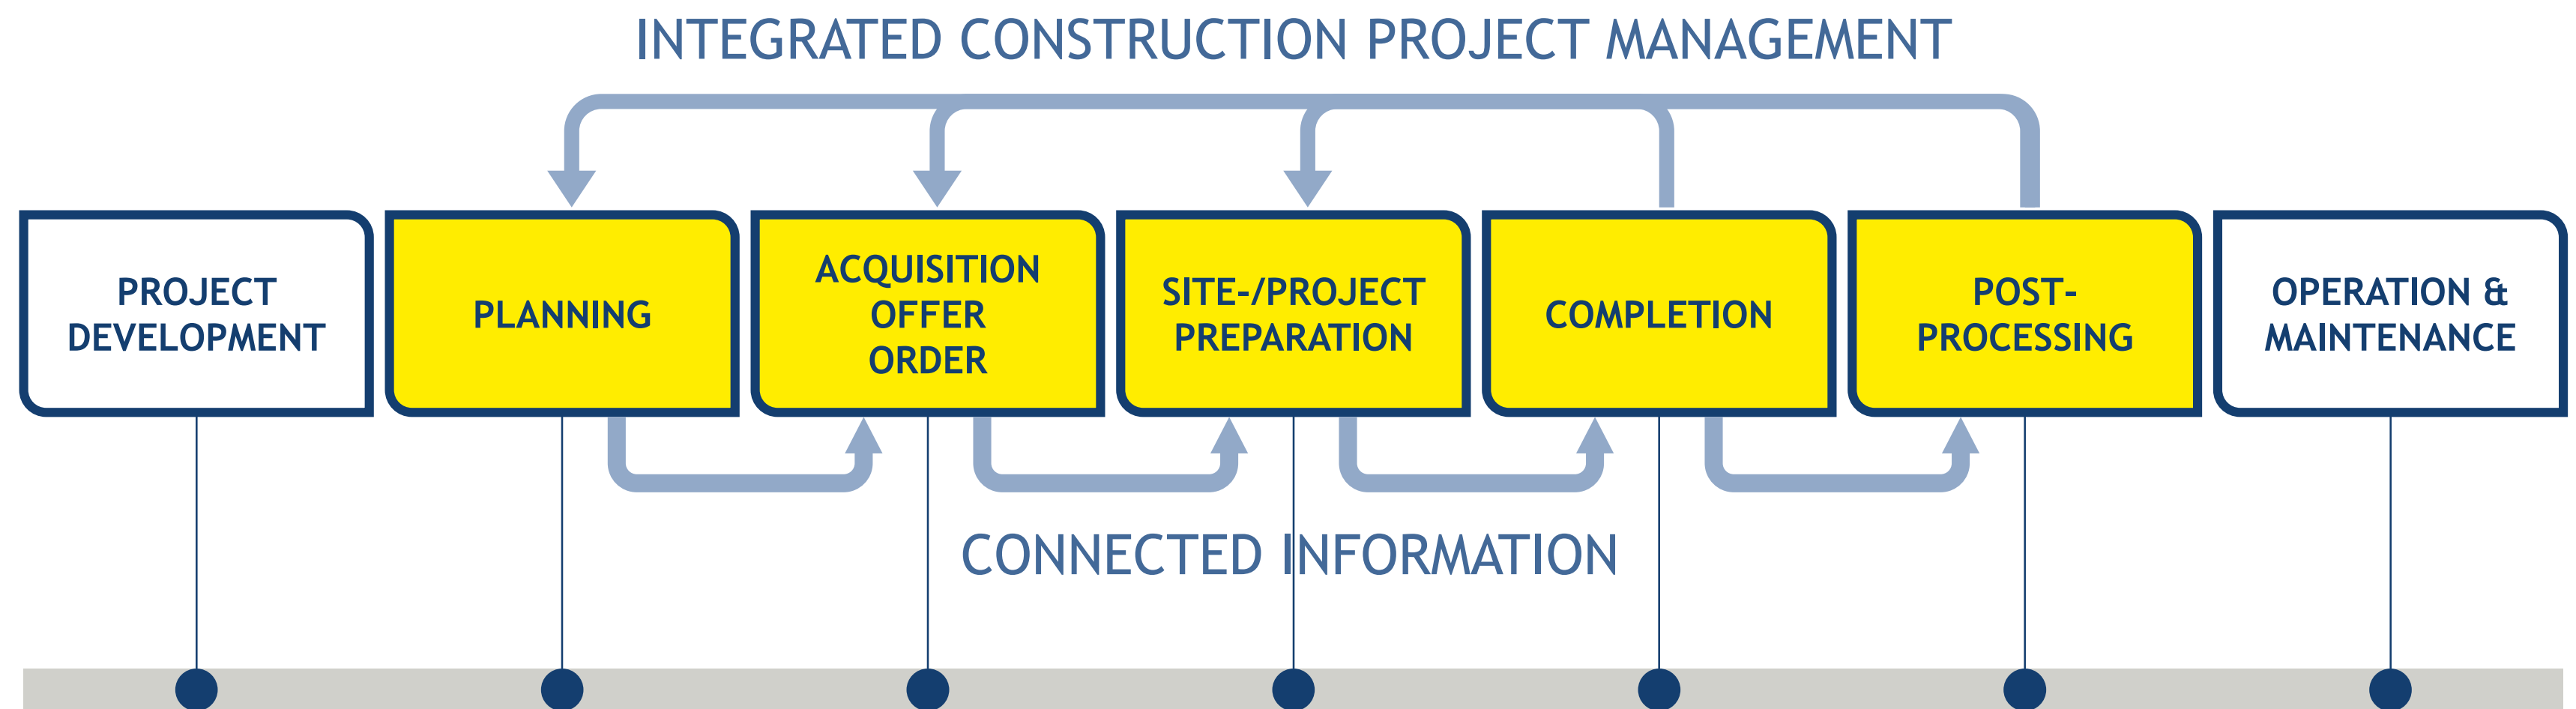 INTEGRATED CONSTRUCTION PROJECT MANAGEMENT
PROJECT
DEVELOPMENT
PLANNING
ACQUISITION
OFFER
ORDER
SITE-/PROJECT
PREPARATION
COMPLETION
POST-
PROCESSING
OPERATION &
MAINTENANCE
CONNECTED INFORMATION